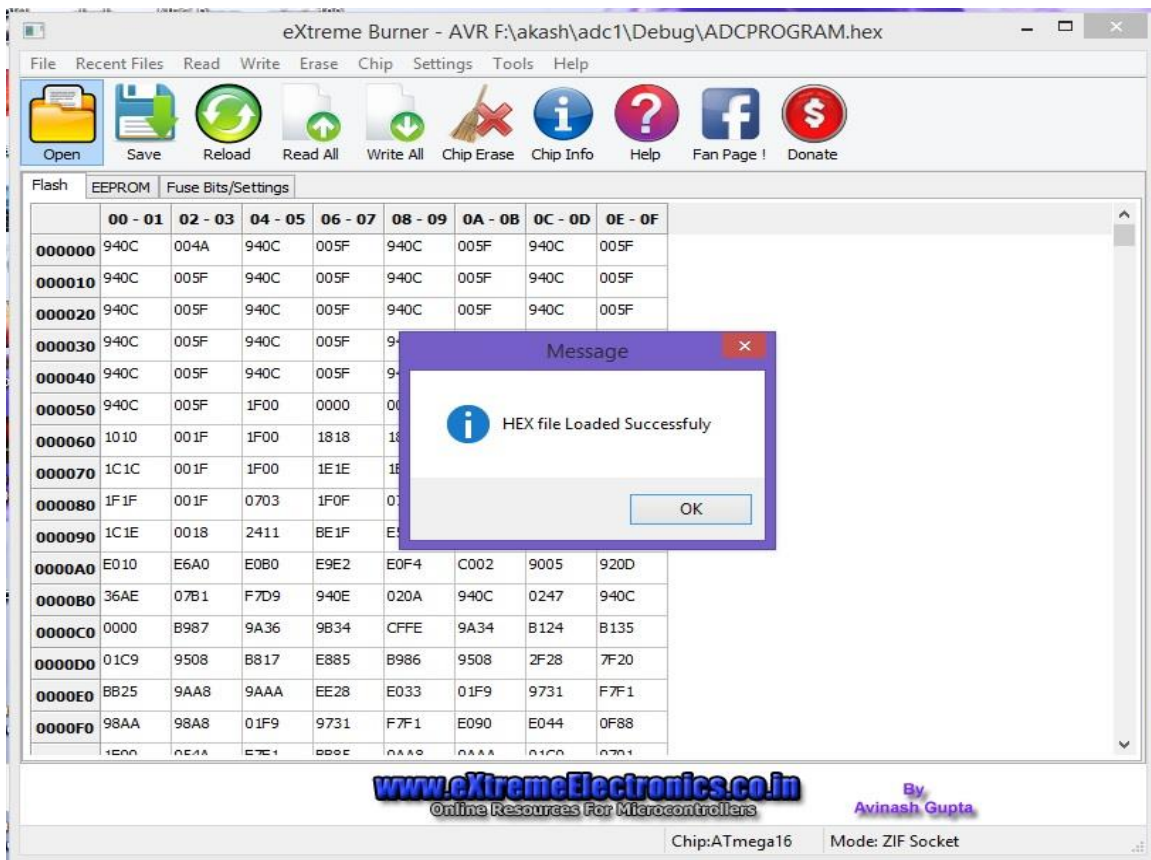 eXtreme Burner - AVR F:\akash\adc1\Debug\ADCPROGRAM.hex
File Recent Files Read Write Erase Chip Settings Tools Help
Open Save Reload Read All Write All Chip Erase Chip Info Help Fan Page ! Donate
Flash EEPROM Fuse Bits/Settings
00 - 01 02 - 03 04 - 05 06 - 07 08 - 09 0A - 0B 0C - 0D 0E - 0F
000000 940C 004A 940C 005F 940C 005F 940C 005F
000010 940C 005F 940C 005F 940C 005F 940C 005F
000020 940C 005F 940C 005F 940C 005F 940C 005F
000030 940C 005F 940C 005F
000040 940C 005F 940C 005F
000050 940C 005F 1F00 0000
000060 1010 001F 1F00 1818
000070 1C1C 001F 1F00 1E1E
000080 1F1F 001F 0703 1F0F
000090 1C1E 0018 2411 BE1F
Message
HEX file Loaded Successfuly
OK
0000A0 E010 E6A0 E0B0 E9E2 E0F4 C002 9005 920D
0000B0 36AE 07B1 F7D9 940E 020A 940C 0247 940C
0000C0 0000 B987 9A36 9B34 CFFE 9A34 B124 B135
0000D0 01C9 9508 B817 E885 B986 9508 2F28 7F20
0000E0 BB25 9AA8 9AAA EE28 E033 01F9 9731 F7F1
0000F0 98AA 98A8 01F9 9731 F7F1 E090 E044 0F88
www.eXtremeElectronics.co.in
Online Resources For Microcontrollers
By
Avinash Gupta
Chip:ATmega16 Mode: ZIF Socket